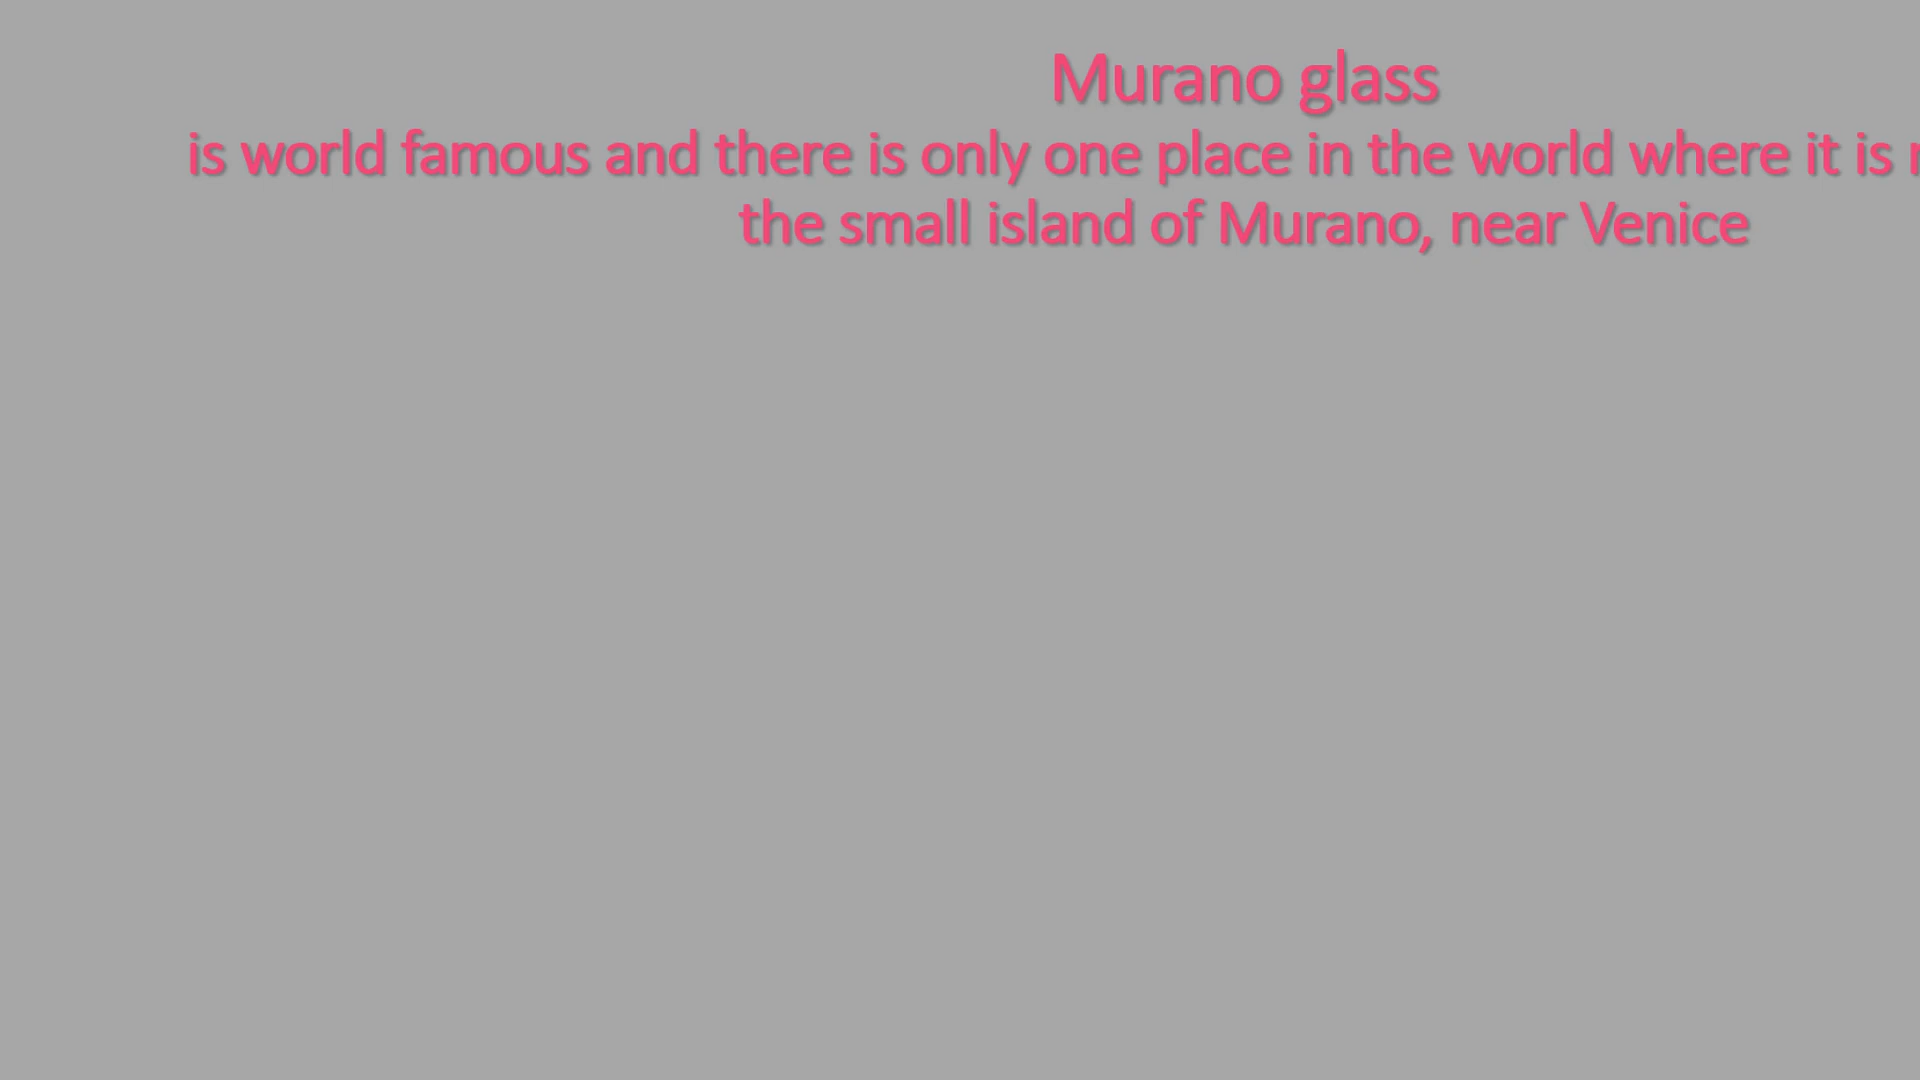 Murano glass
is world famous and there is only one place in the world where it is
the small island of Murano, near Venice